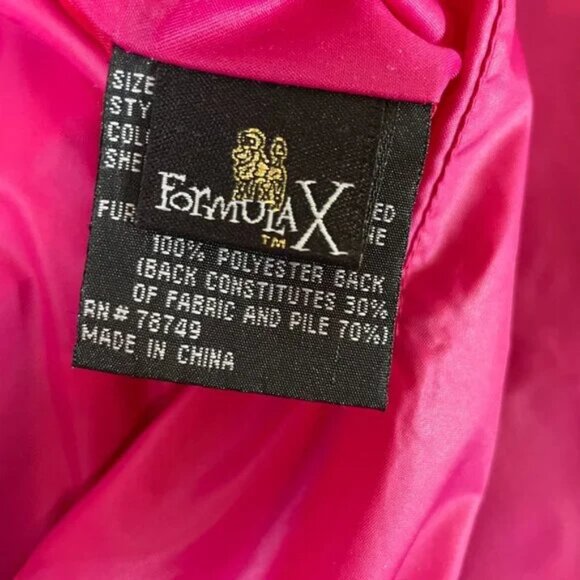 SIZE
STY
COL
SHE
FORMULA X
TM
FUR ED
NE
100% POLYESTER BACK
(BACK CONSTITUTES 30%
OF FABRIC AND PILE 70%)
RN# 78749
MADE IN CHINA